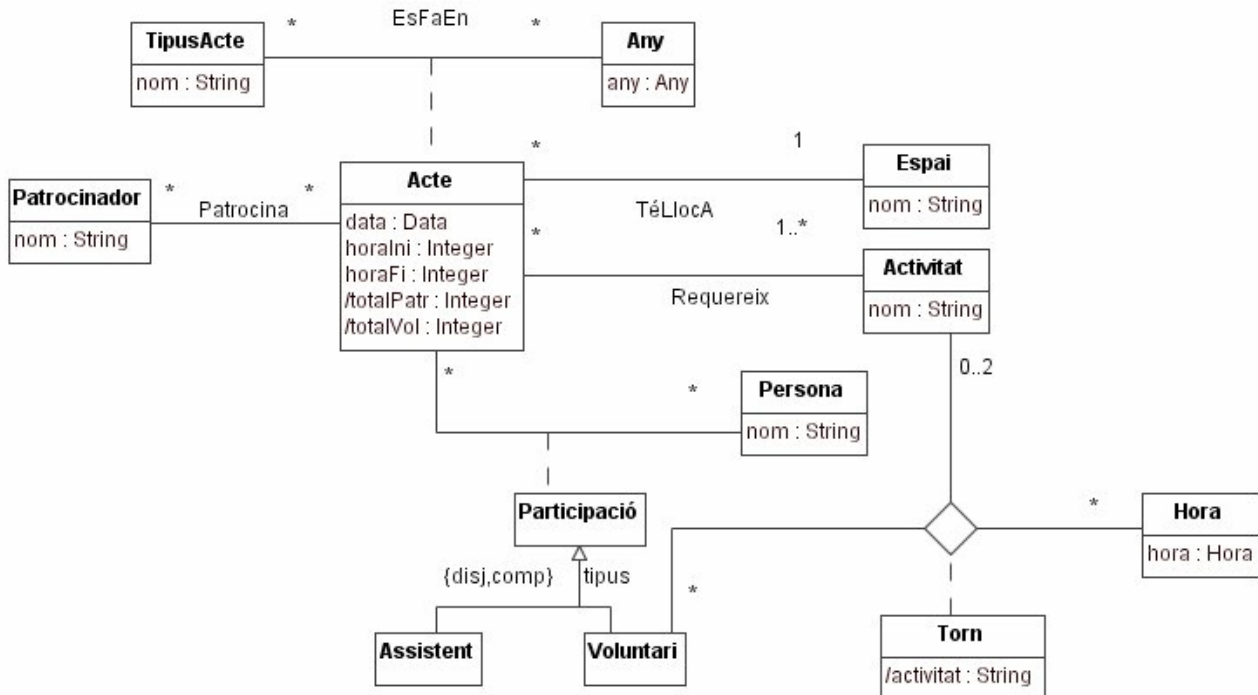 * EsFaEn *
TipusActe
nom : String
Any
any : Any
* 1
Espai
nom : String
Acte
data : Data
horaIni : Integer
horaFi : Integer
/totalPatr : Integer
/totalVol : Integer
Patrocinador
nom : String
* Patrocina *
TéLlocA
* 1..*
Requereix
Activitat
nom : String
0..2
* *
Persona
nom : String
Participació
{disj,comp} tipus
Assistent
Voluntari
*
*
Hora
hora : Hora
Torn
/activitat : String